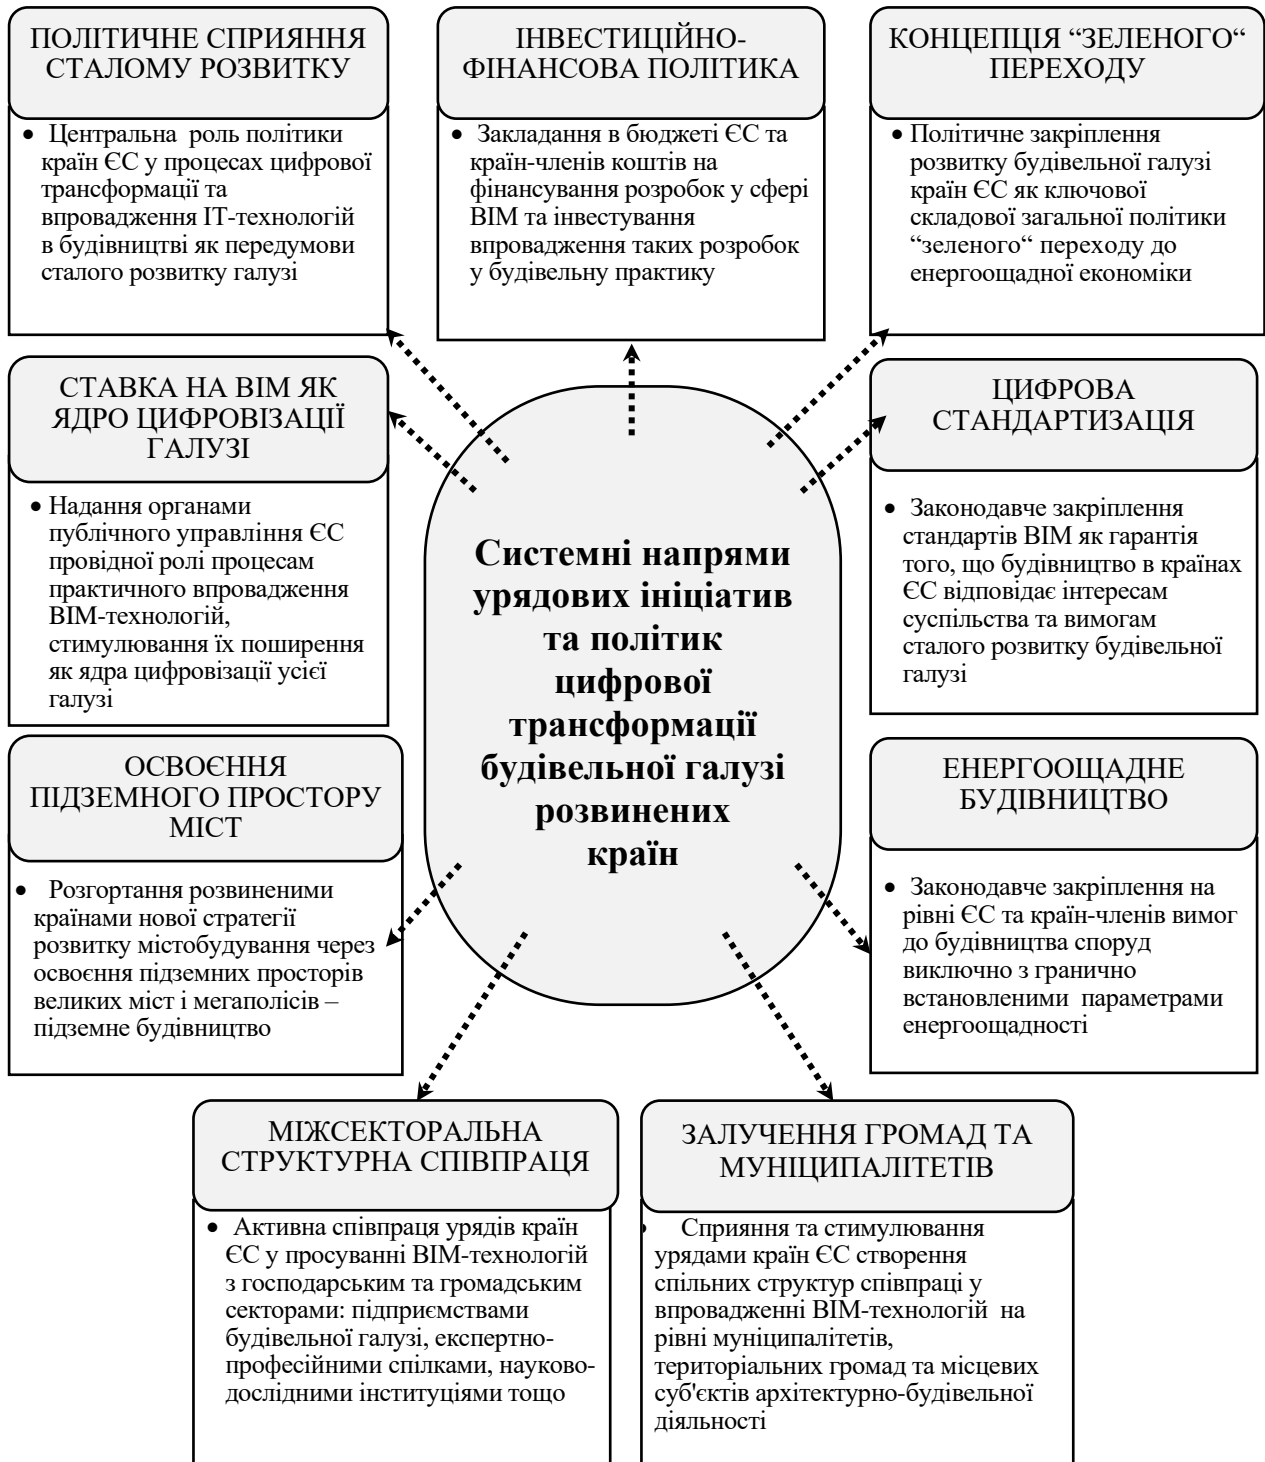 ПОЛІТИЧНЕ СПРИЯННЯ
СТАЛОМУ РОЗВИТКУ
• Центральна роль політики
країн ЄС у процесах цифрової
трансформації та
впровадження ІТ-технологій
в будівництві як передумови
сталого розвитку галузі
ІНВЕСТИЦІЙНО-
ФІНАНСОВА ПОЛІТИКА
• Закладання в бюджеті ЄС та
країн-членів коштів на
фінансування розробок у сфері
BIM та інвестування
впровадження таких розробок
у будівельну практику
КОНЦЕПЦІЯ “ЗЕЛЕНОГО“
ПЕРЕХОДУ
• Політичне закріплення
розвитку будівельної галузі
країн ЄС як ключової
складової загальної політики
“зеленого“ переходу до
енергоощадної економіки
СТАВКА НА BIM ЯК
ЯДРО ЦИФРОВІЗАЦІЇ
ГАЛУЗІ
• Надання органами
публічного управління ЄС
провідної ролі процесам
практичного впровадження
BIM-технологій,
стимулювання їх поширення
як ядра цифровізації усієї
галузі
ЦИФРОВА
СТАНДАРТИЗАЦІЯ
• Законодавче закріплення
стандартів BIM як гарантія
того, що будівництво в країнах
ЄС відповідає інтересам
суспільства та вимогам
сталого розвитку будівельної
галузі
Системні напрями
урядових ініціатив
та політик
цифрової
трансформації
будівельної галузі
розвинених
країн
ОСВОЄННЯ
ПІДЗЕМНОГО ПРОСТОРУ
МІСТ
• Розгортання розвиненими
країнами нової стратегії
розвитку містобудування через
освоєння підземних просторів
великих міст і мегаполісів –
підземне будівництво
ЕНЕРГООЩАДНЕ
БУДІВНИЦТВО
• Законодавче закріплення на
рівні ЄС та країн-членів вимог
до будівництва споруд
виключно з гранично
встановленими параметрами
енергоощадності
МІЖСЕКТОРАЛЬНА
СТРУКТУРНА СПІВПРАЦЯ
• Активна співпраця урядів країн
ЄС у просуванні BIM-технологій
з господарським та громадським
секторами: підприємствами
будівельної галузі, експертно-
професійними спілками, науково-
дослідними інституціями тощо
ЗАЛУЧЕННЯ ГРОМАД ТА
МУНІЦИПАЛІТЕТІВ
• Сприяння та стимулювання
урядами країн ЄС створення
спільних структур співпраці у
впровадженні BIM-технологій на
рівні муніципалітетів,
територіальних громад та місцевих
суб'єктів архітектурно-будівельної
діяльності